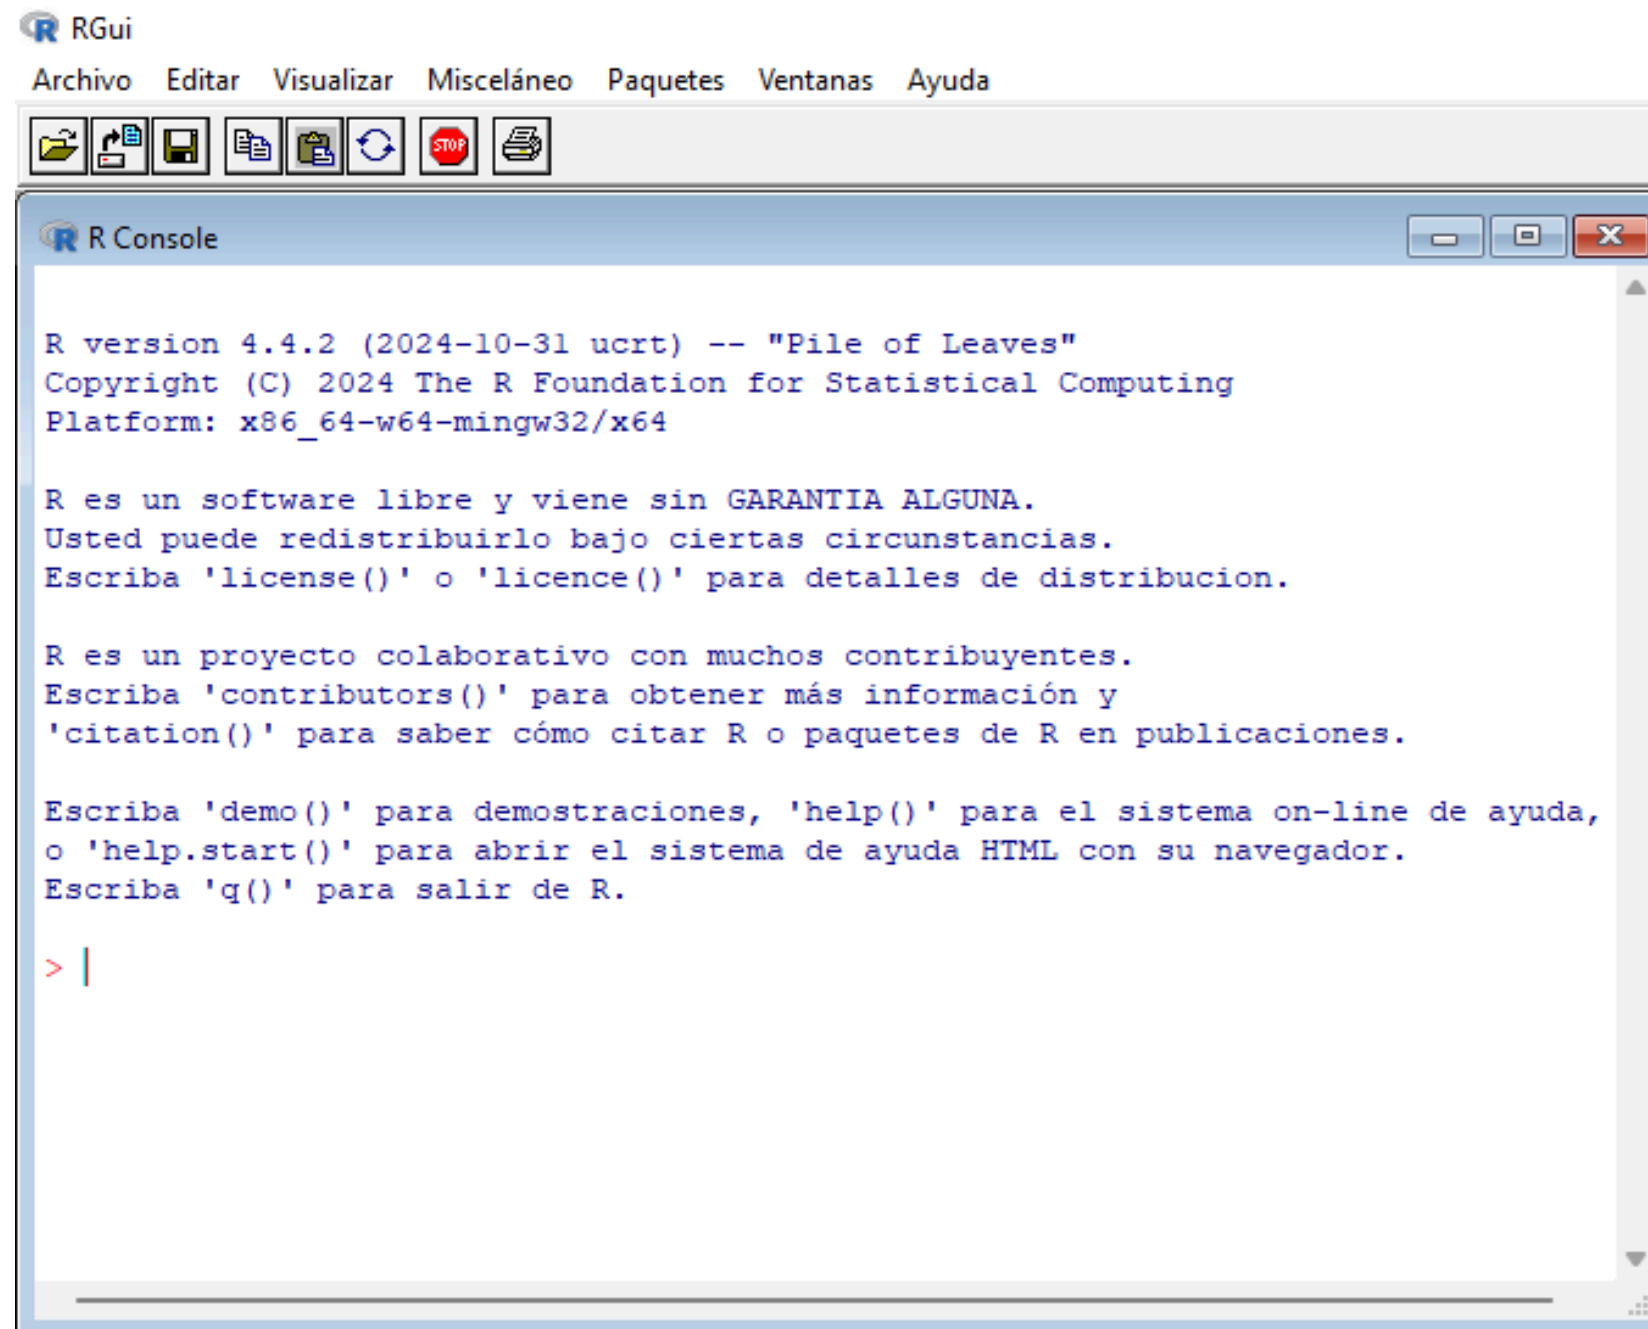 RGui
Archivo Editar Visualizar Misceláneo Paquetes Ventanas Ayuda
STOP
R Console
R version 4.4.2 (2024-10-31 ucrt) -- "Pile of Leaves"
Copyright (C) 2024 The R Foundation for Statistical Computing
Platform: x86_64-w64-mingw32/x64
R es un software libre y viene sin GARANTIA ALGUNA.
Usted puede redistribuirlo bajo ciertas circunstancias.
Escriba 'license()' o 'licence()' para detalles de distribucion.
R es un proyecto colaborativo con muchos contribuyentes.
Escriba 'contributors()' para obtener más información y
'citation()' para saber cómo citar R o paquetes de R en publicaciones.
Escriba 'demo()' para demostraciones, 'help()' para el sistema on-line de ayuda,
o 'help.start()' para abrir el sistema de ayuda HTML con su navegador.
Escriba 'q()' para salir de R.
>